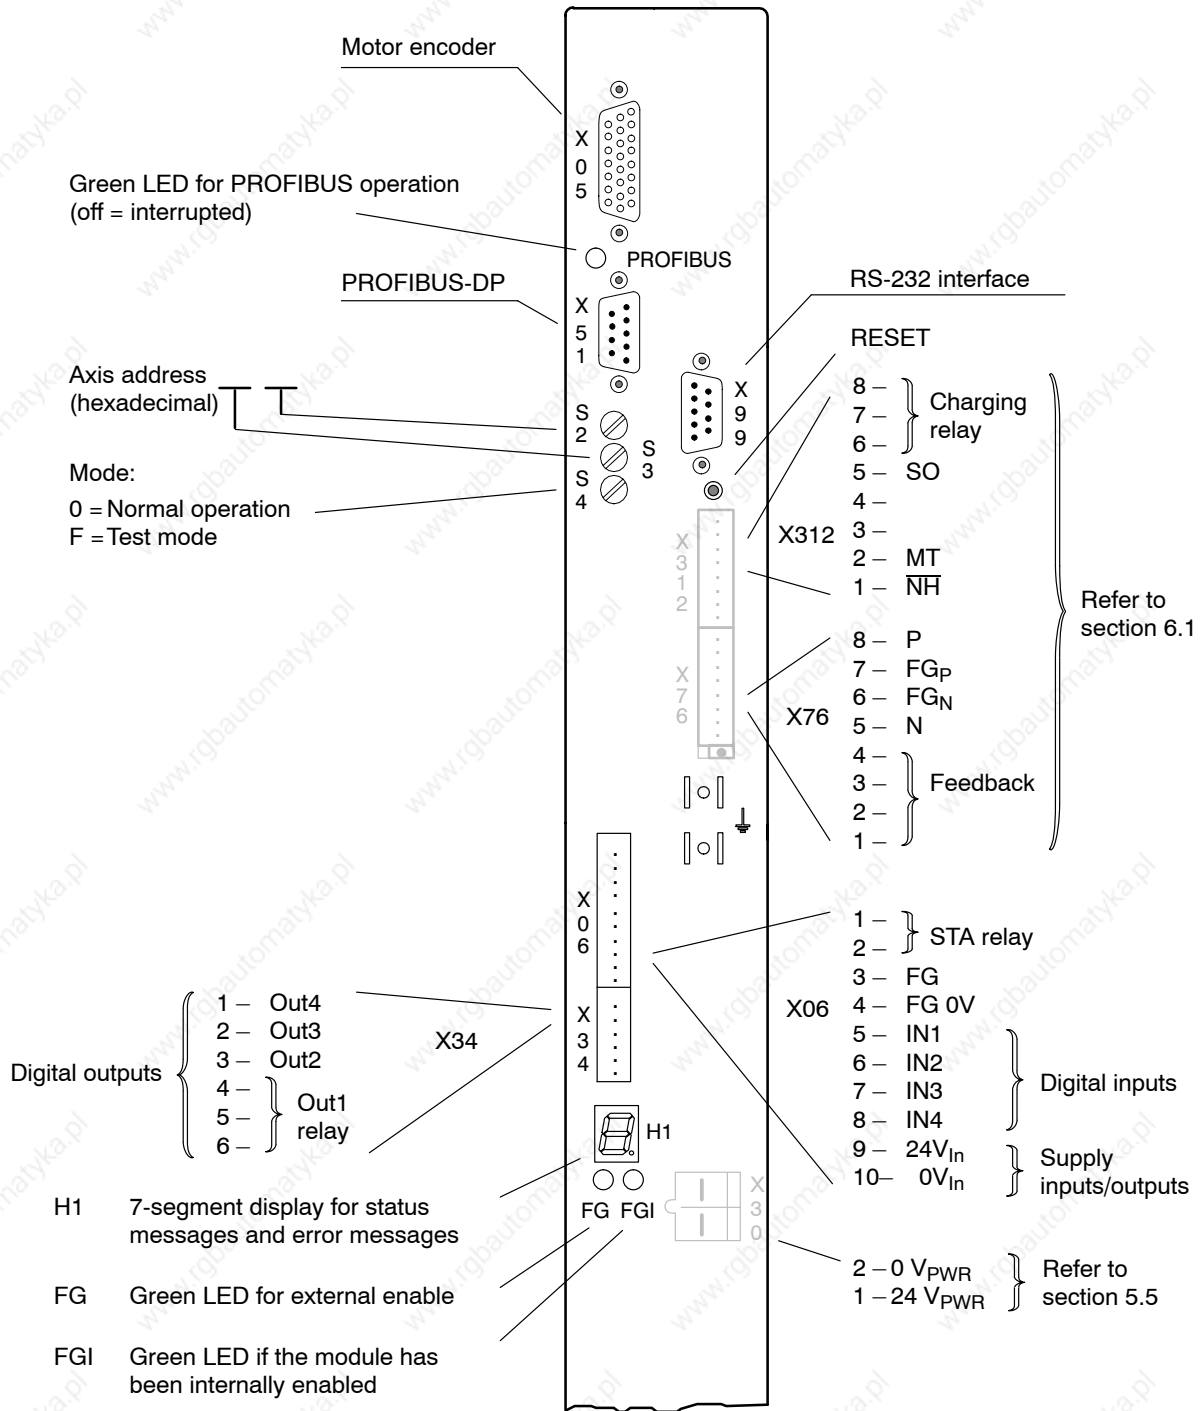 Motor encoder
X
0
5
Green LED for PROFIBUS operation
(off = interrupted)
PROFIBUS
PROFIBUS-DP
X
5
1
RS-232 interface
X
9
9
RESET
Axis address
(hexadecimal)
S
2
S
3
S
4
Mode:
0 = Normal operation
F = Test mode
X
3
1
2
X312
8 –
7 –
6 –
Charging
relay
5 – SO
4 –
3 –
2 – MT
1 – N̅H̅
Refer to
section 6.1
X
7
6
X76
8 – P
7 – FGP
6 – FGN
5 – N
4 –
3 –
2 –
1 –
Feedback
X
0
6
X06
1 –
2 –
STA relay
3 – FG
4 – FG 0V
5 – IN1
6 – IN2
7 – IN3
8 – IN4
Digital inputs
9 – 24VIn
10– 0VIn
Supply
inputs/outputs
X
3
4
X34
Digital outputs
1 – Out4
2 – Out3
3 – Out2
4 –
5 –
6 –
Out1
relay
H1
FG FGI
X
3
0
2 – 0 VPWR
1 – 24 VPWR
Refer to
section 5.5
H1 7-segment display for status
messages and error messages
FG Green LED for external enable
FGI Green LED if the module has
been internally enabled
www.rgbautomatyka.pl